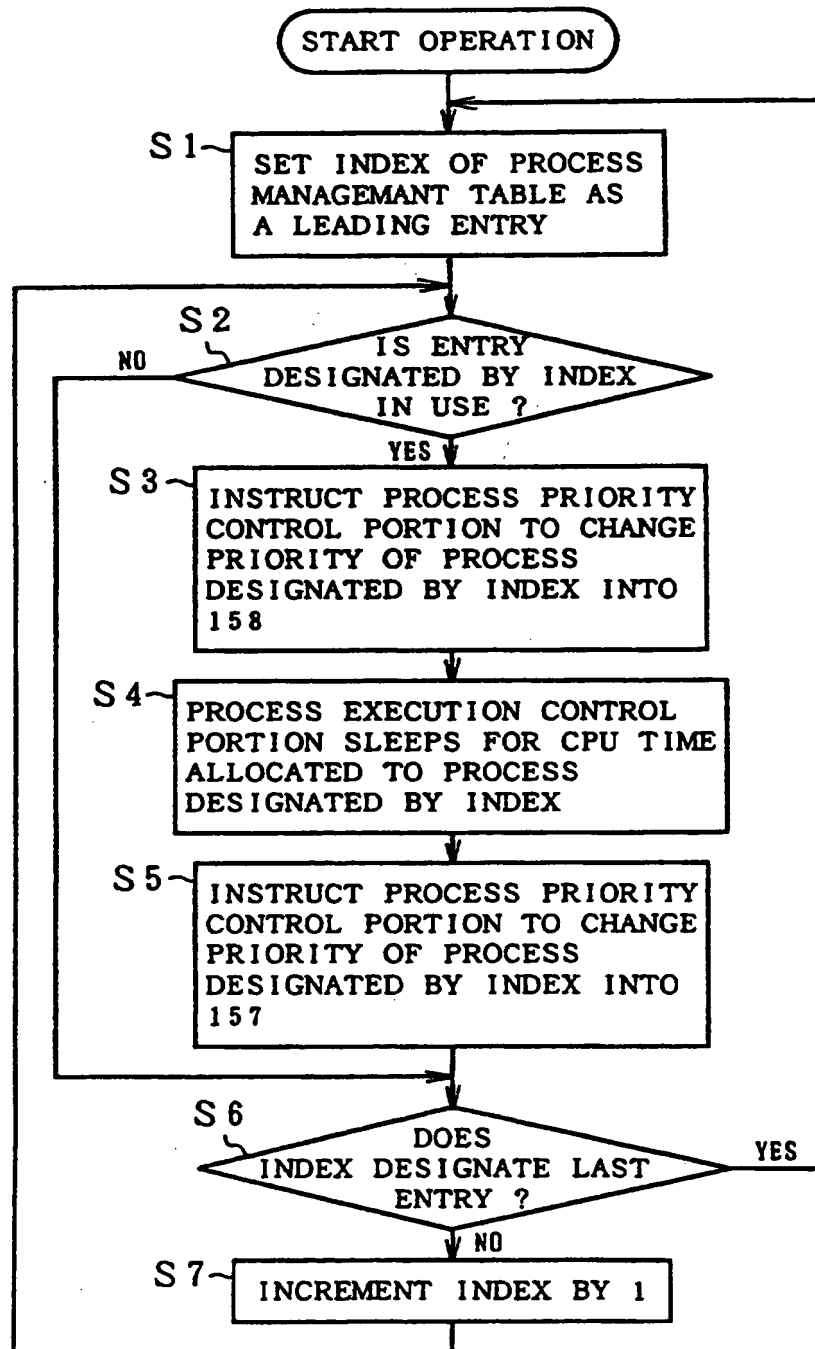 START OPERATION
S1
SET INDEX OF PROCESS
MANAGEMANT TABLE AS
A LEADING ENTRY
S2
NO
IS ENTRY
DESIGNATED BY INDEX
IN USE ?
YES
S3
INSTRUCT PROCESS PRIORITY
CONTROL PORTION TO CHANGE
PRIORITY OF PROCESS
DESIGNATED BY INDEX INTO
158
S4
PROCESS EXECUTION CONTROL
PORTION SLEEPS FOR CPU TIME
ALLOCATED TO PROCESS
DESIGNATED BY INDEX
S5
INSTRUCT PROCESS PRIORITY
CONTROL PORTION TO CHANGE
PRIORITY OF PROCESS
DESIGNATED BY INDEX INTO
157
S6
DOES
INDEX DESIGNATE LAST
ENTRY ?
YES
NO
S7
INCREMENT INDEX BY 1